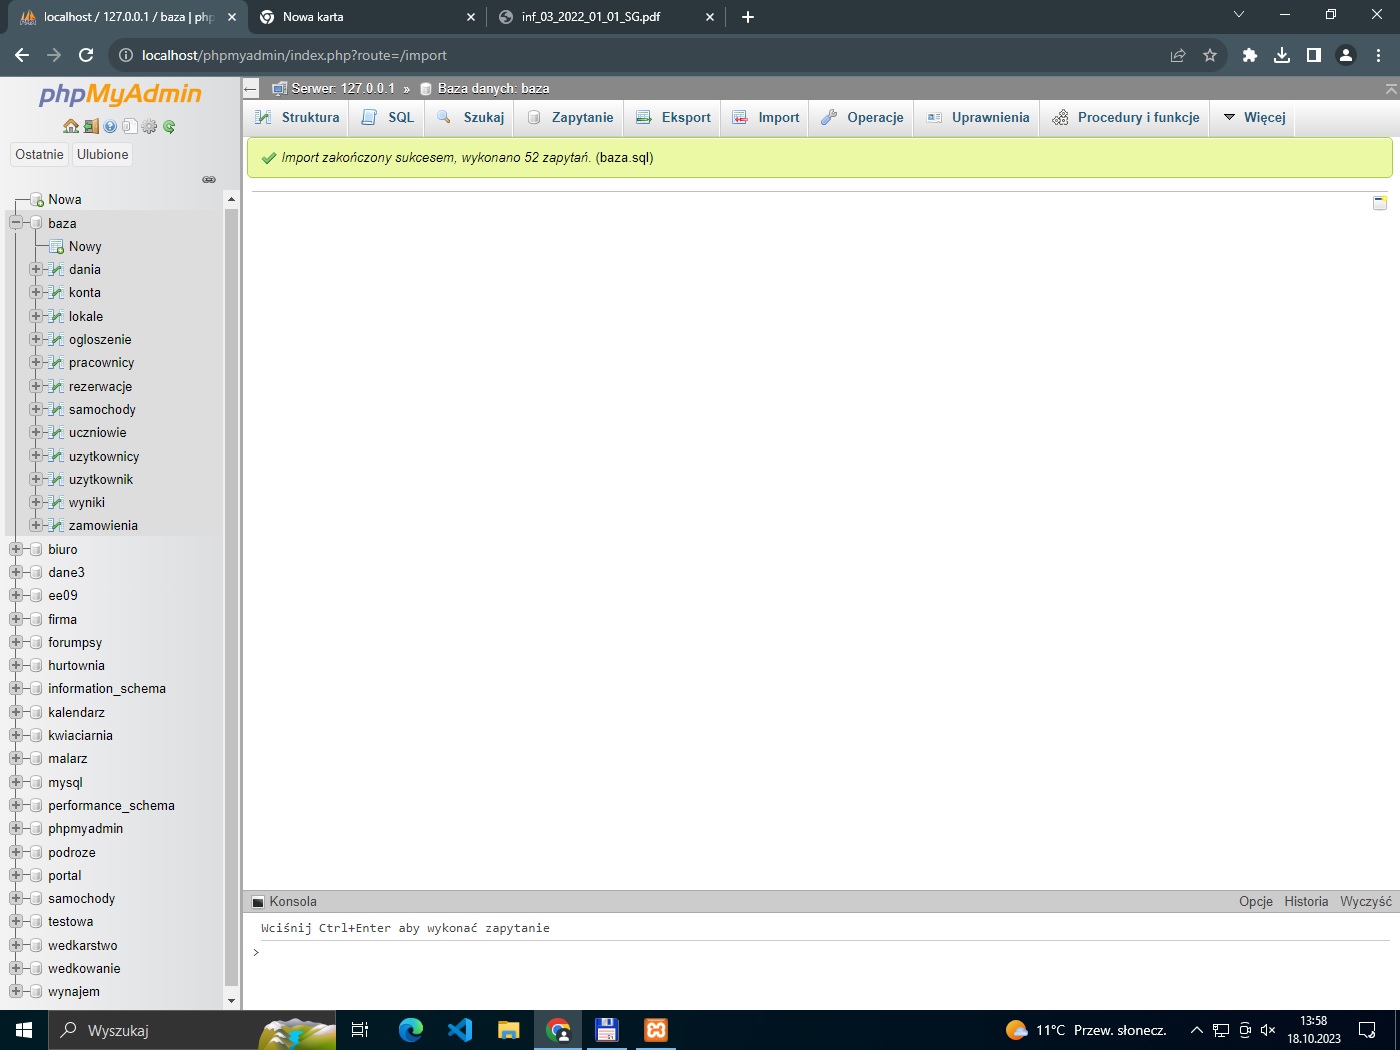 localhost / 127.0.0.1 / baza | php
Nowa karta
inf_03_2022_01_01_SG.pdf
localhost/phpmyadmin/index.php?route=/import
phpMyAdmin
Ostatnie
Ulubione
Nowa
baza
Nowy
dania
konta
lokale
ogloszenie
pracownicy
rezerwacje
samochody
uczniowie
uzytkownicy
uzytkownik
wyniki
zamowienia
biuro
dane3
ee09
firma
forumpsy
hurtownia
information_schema
kalendarz
kwiaciarnia
malarz
mysql
performance_schema
phpmyadmin
podroze
portal
samochody
testowa
wedkarstwo
wedkowanie
wynajem
Serwer: 127.0.0.1 » Baza danych: baza
Struktura SQL Szukaj Zapytanie Eksport Import Operacje Uprawnienia Procedury i funkcje Więcej
Import zakończony sukcesem, wykonano 52 zapytań. (baza.sql)
Konsola
Opcje Historia Wyczyść
Wciśnij Ctrl+Enter aby wykonać zapytanie
>
Wyszukaj
11°C Przew. słonecz.
13:58
18.10.2023